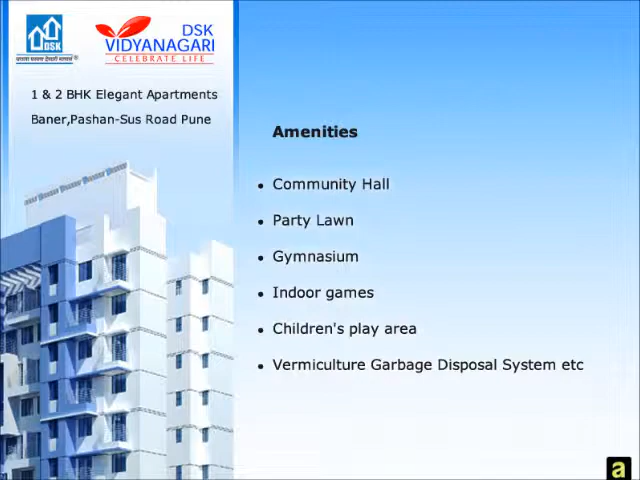 DSK
DSK
VIDYANAGARI
CELEBRATE LIFE
1 & 2 BHK Elegant Apartments
Baner,Pashan-Sus Road Pune
Amenities
• Community Hall
• Party Lawn
• Gymnasium
• Indoor games
• Children's play area
• Vermiculture Garbage Disposal System etc
a